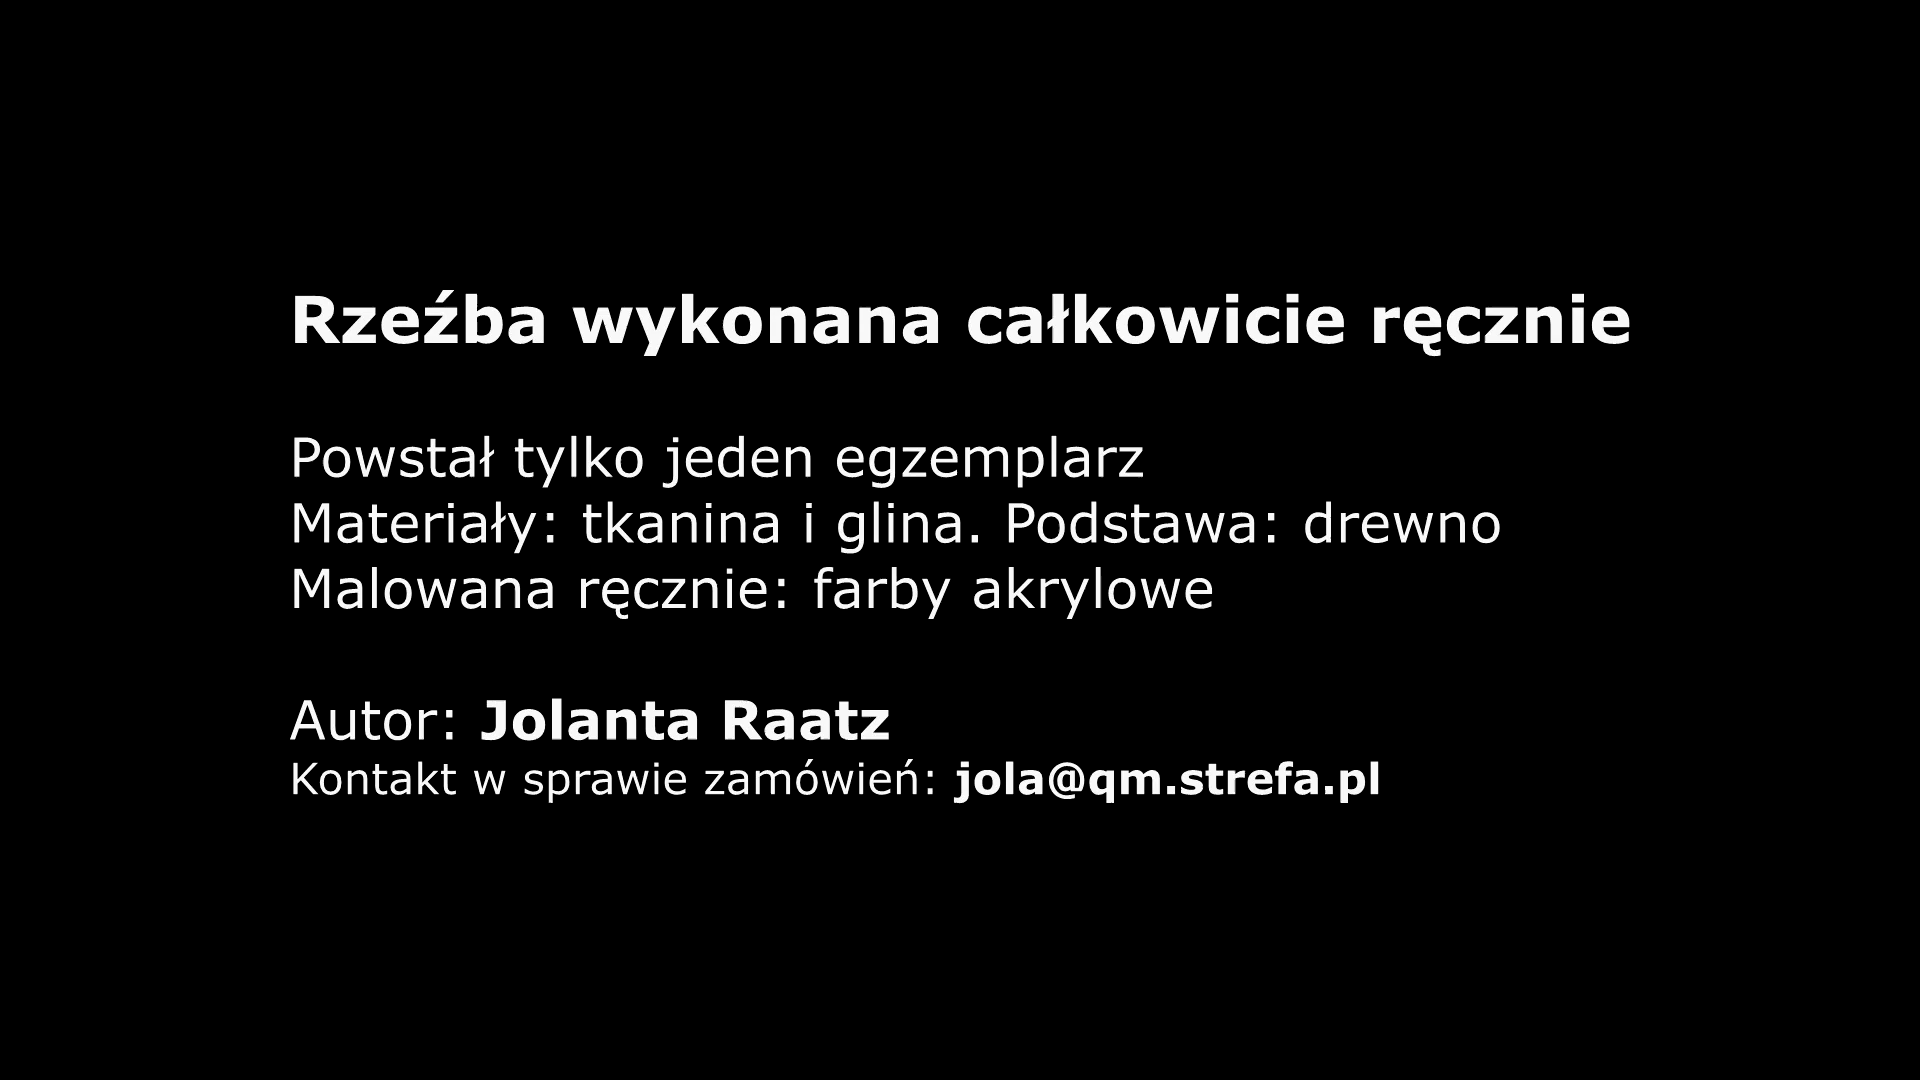 Rzeźba wykonana całkowicie ręcznie
Powstał tylko jeden egzemplarz
Materiały: tkanina i glina. Podstawa: drewno
Malowana ręcznie: farby akrylowe
Autor: Jolanta Raatz
Kontakt w sprawie zamówień: jola@qm.strefa.pl